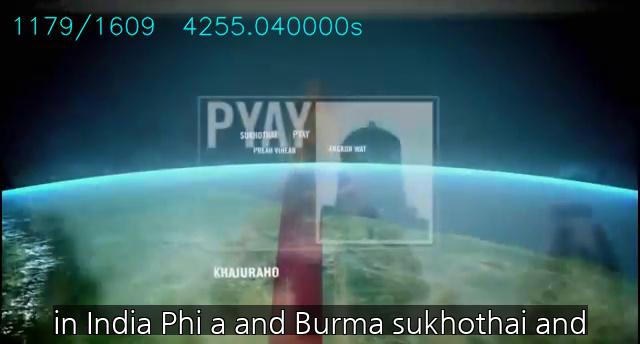 1179/1609 4255.040000s
PYAY
SUKHOTHAI PYAY
PREAH VIHEAR ANGKOR WAT
KHAJURAHO
in India Phi a and Burma sukhothai and